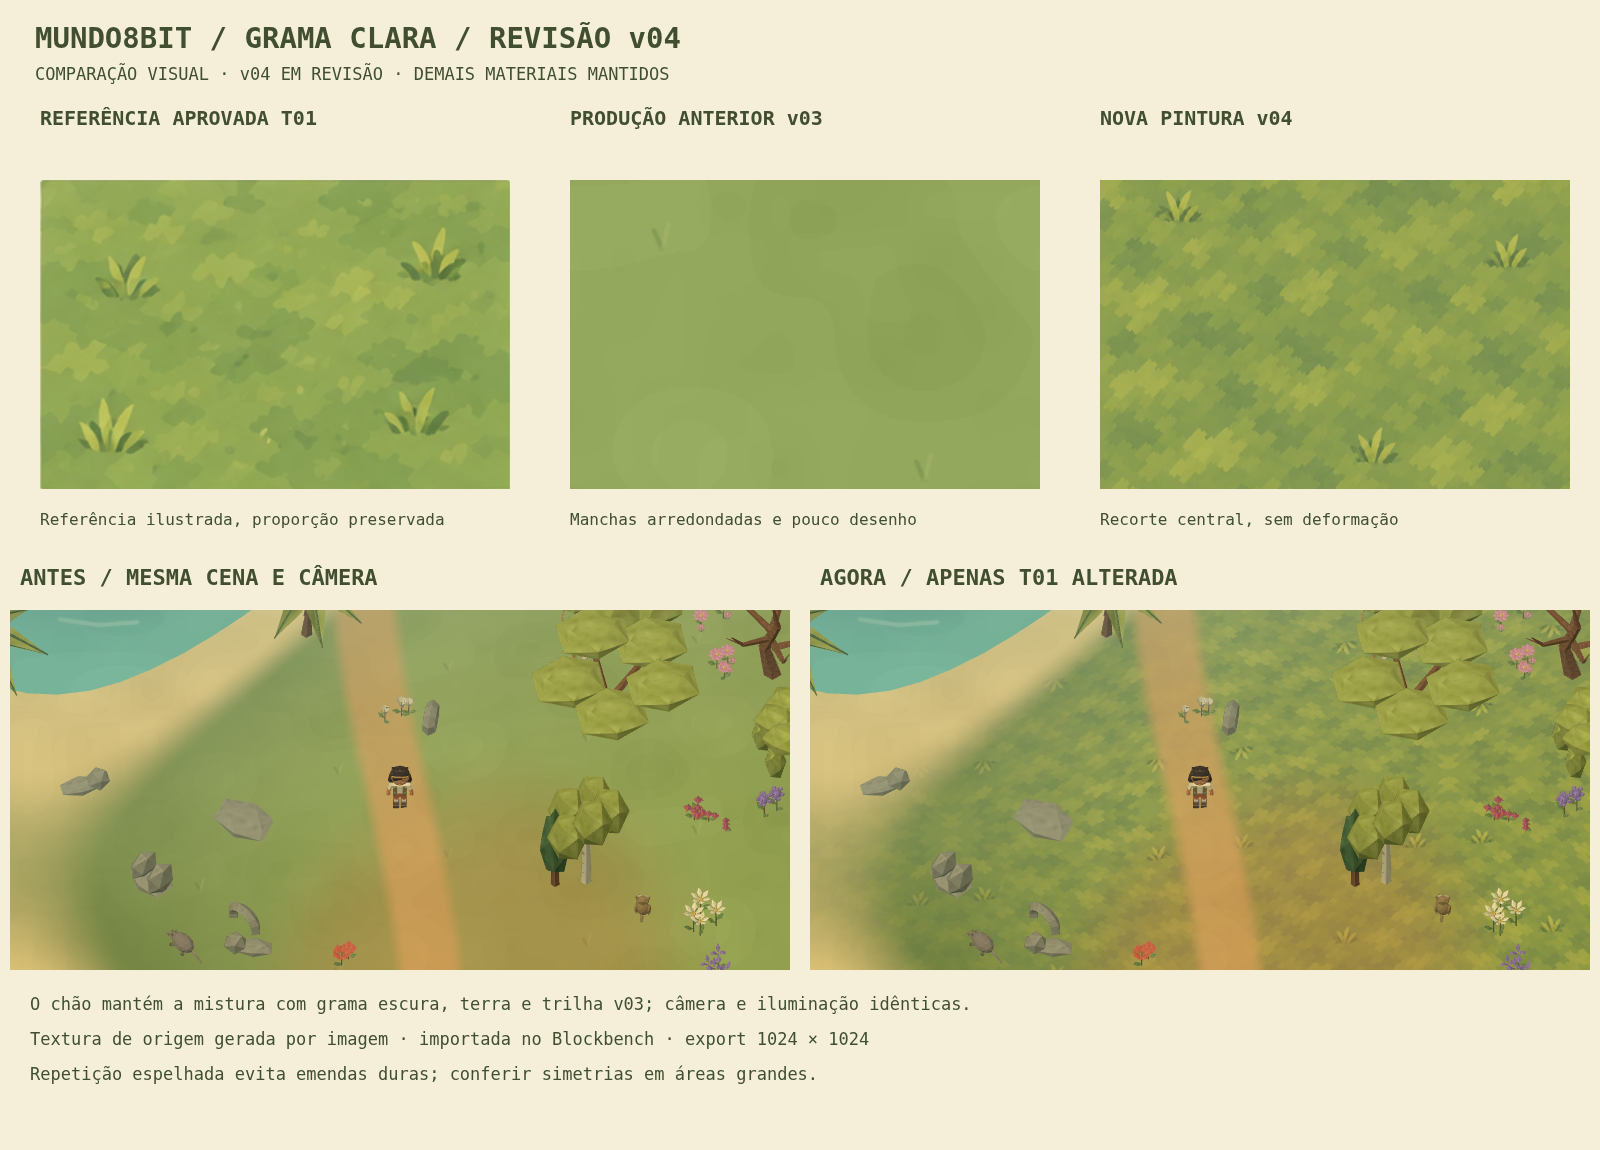 MUNDO8BIT / GRAMA CLARA / REVISÃO v04
COMPARAÇÃO VISUAL · v04 EM REVISÃO · DEMAIS MATERIAIS MANTIDOS
REFERÊNCIA APROVADA T01
PRODUÇÃO ANTERIOR v03
NOVA PINTURA v04
Referência ilustrada, proporção preservada
Manchas arredondadas e pouco desenho
Recorte central, sem deformação
ANTES / MESMA CENA E CÂMERA
AGORA / APENAS T01 ALTERADA
O chão mantém a mistura com grama escura, terra e trilha v03; câmera e iluminação idênticas.
Textura de origem gerada por imagem · importada no Blockbench · export 1024 × 1024
Repetição espelhada evita emendas duras; conferir simetrias em áreas grandes.